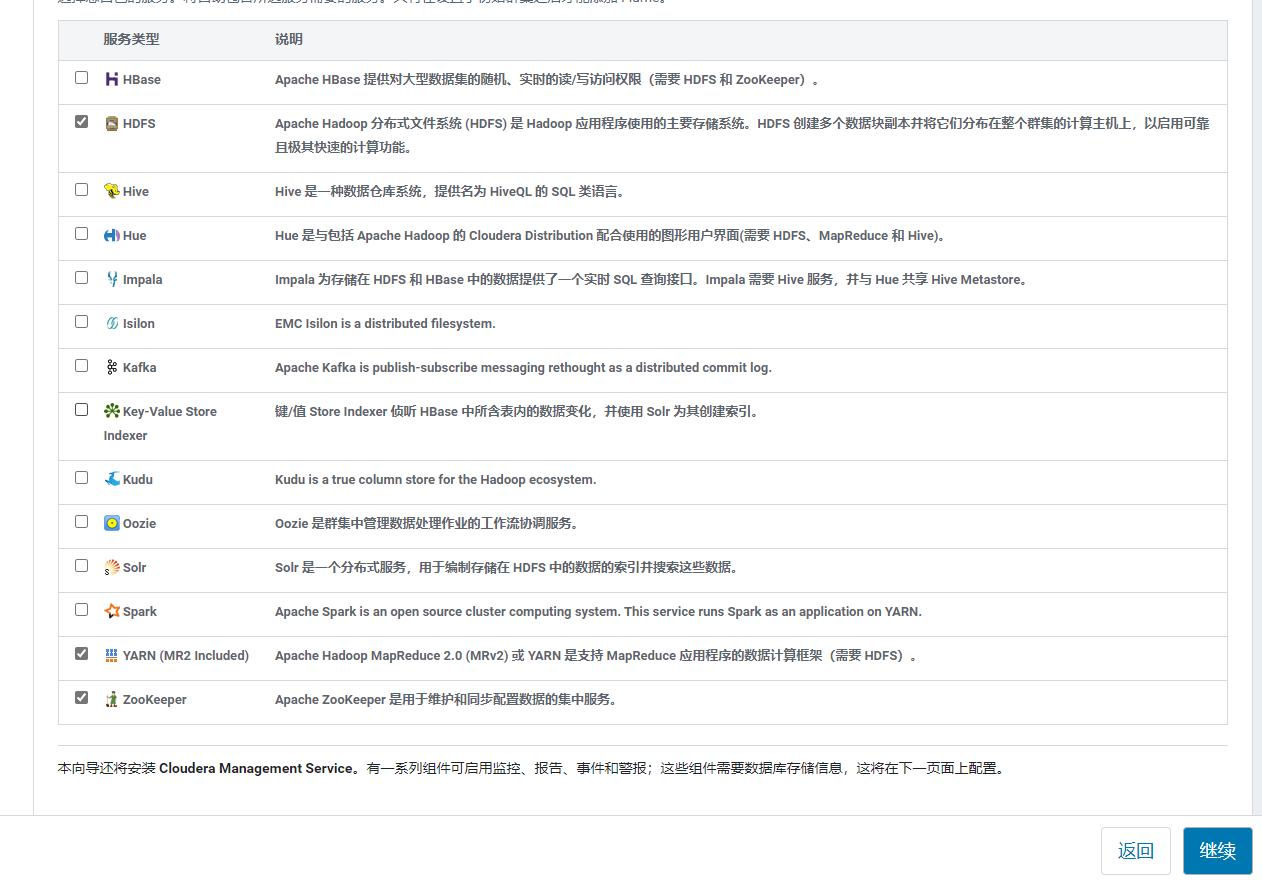 服务类型 说明
HBase Apache HBase 提供对大型数据集的随机、实时的读/写访问权限（需要 HDFS 和 ZooKeeper）。
HDFS Apache Hadoop 分布式文件系统 (HDFS) 是 Hadoop 应用程序使用的主要存储系统。HDFS 创建多个数据块副本并将它们分布在整个群集的计算主机上，以启用可靠
且极其快速的计算功能。
Hive Hive 是一种数据仓库系统，提供名为 HiveQL 的 SQL 类语言。
Hue Hue 是与包括 Apache Hadoop 的 Cloudera Distribution 配合使用的图形用户界面(需要 HDFS、MapReduce 和 Hive)。
Impala Impala 为存储在 HDFS 和 HBase 中的数据提供了一个实时 SQL 查询接口。Impala 需要 Hive 服务，并与 Hue 共享 Hive Metastore。
Isilon EMC Isilon is a distributed filesystem.
Kafka Apache Kafka is publish-subscribe messaging rethought as a distributed commit log.
Key-Value Store 键/值 Store Indexer 侦听 HBase 中所含表内的数据变化，并使用 Solr 为其创建索引。
Indexer
Kudu Kudu is a true column store for the Hadoop ecosystem.
Oozie Oozie 是群集中管理数据处理作业的工作流协调服务。
Solr Solr 是一个分布式服务，用于编制存储在 HDFS 中的数据的索引并搜索这些数据。
Spark Apache Spark is an open source cluster computing system. This service runs Spark as an application on YARN.
YARN (MR2 Included) Apache Hadoop MapReduce 2.0 (MRv2) 或 YARN 是支持 MapReduce 应用程序的数据计算框架（需要 HDFS）。
ZooKeeper Apache ZooKeeper 是用于维护和同步配置数据的集中服务。
本向导还将安装 Cloudera Management Service。有一系列组件可启用监控、报告、事件和警报；这些组件需要数据库存储信息，这将在下一页面上配置。
返回 继续